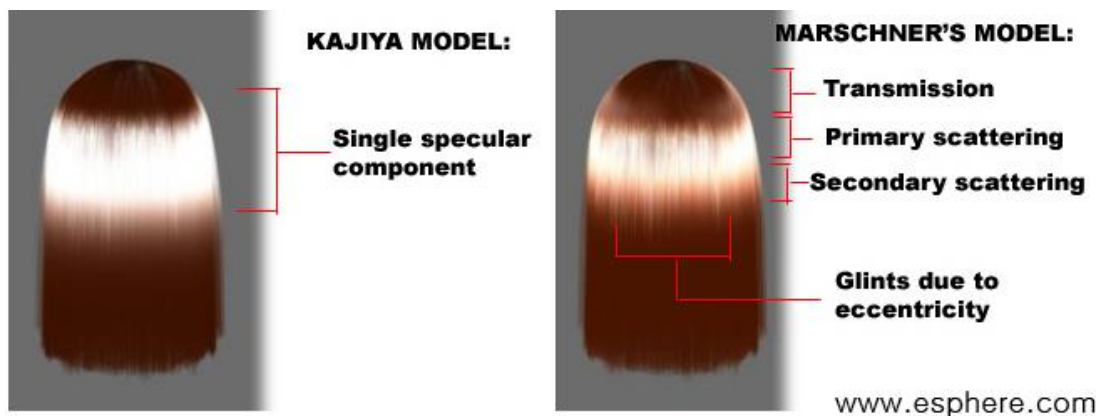 KAJIYA MODEL:
Single specular
component
MARSCHNER'S MODEL:
Transmission
Primary scattering
Secondary scattering
Glints due to
eccentricity
www.esphere.com